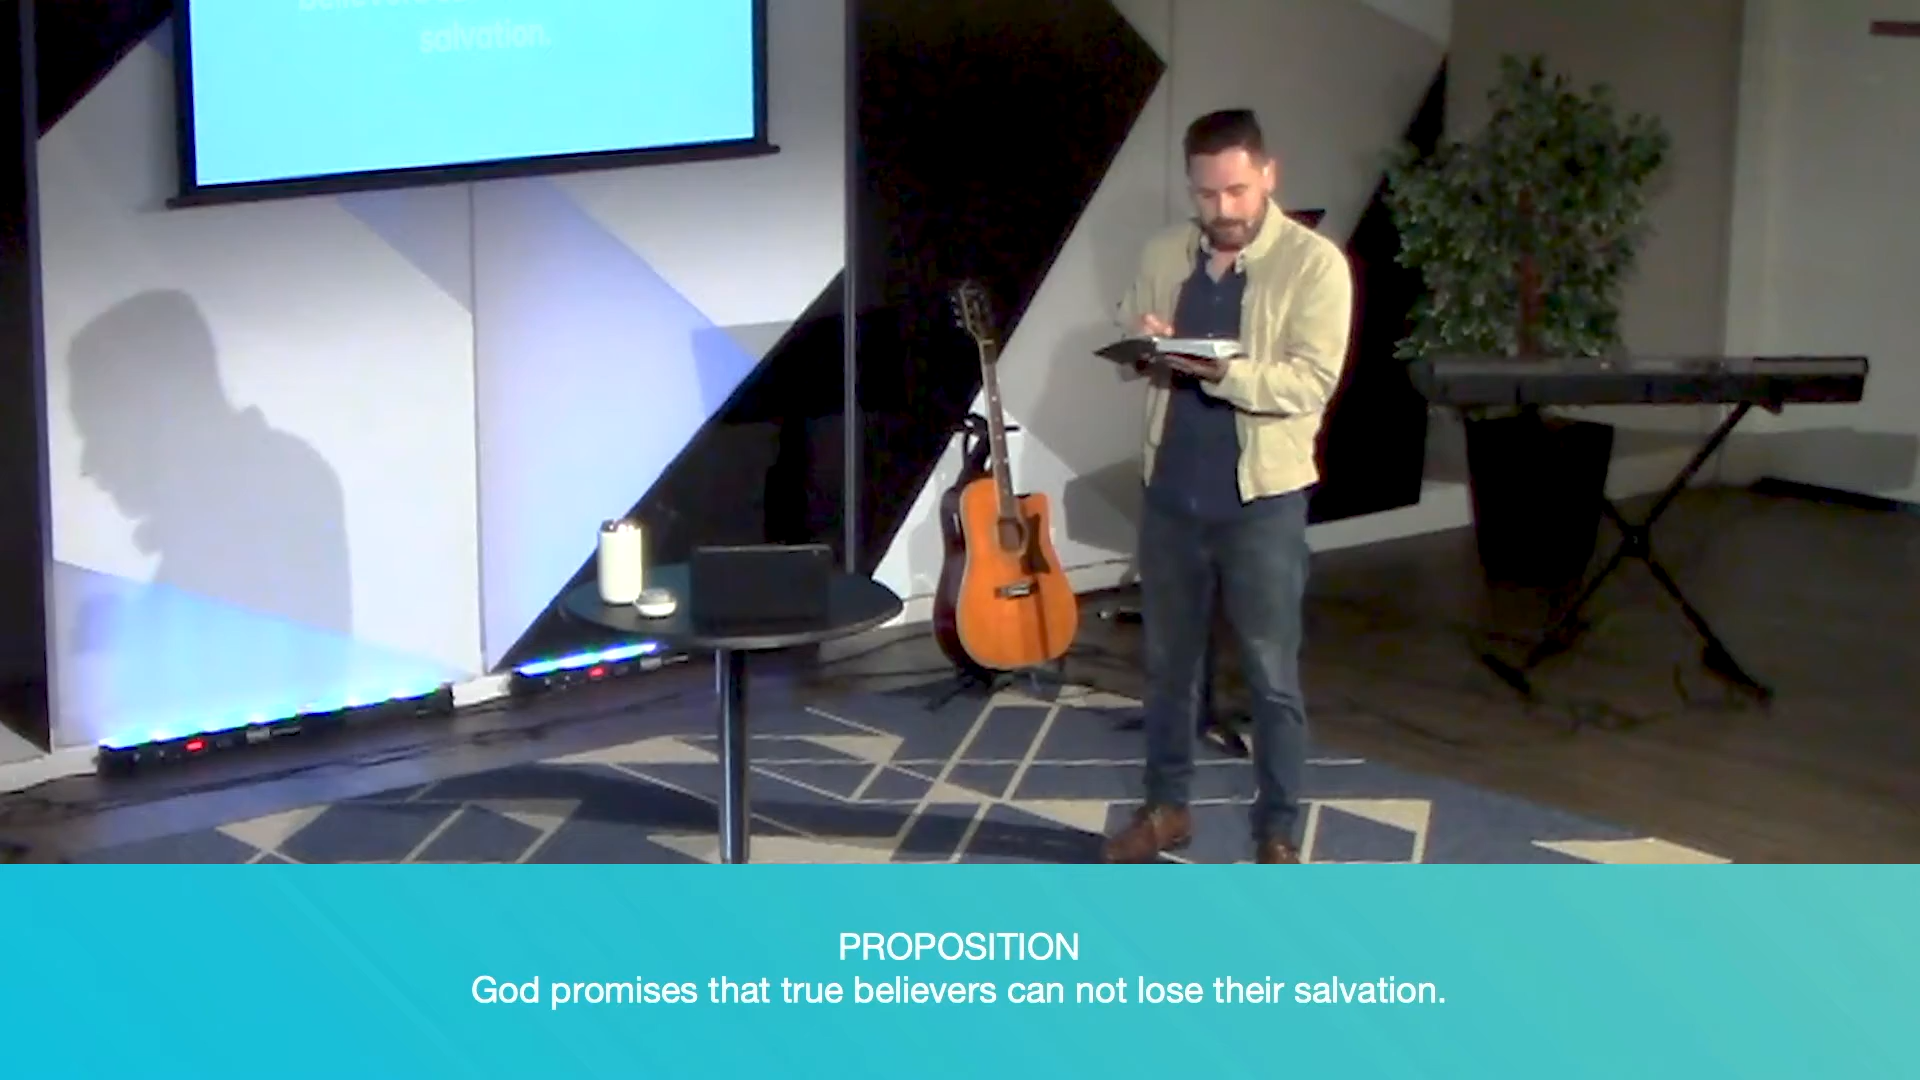 salvation.
PROPOSITION
God promises that true believers can not lose their salvation.